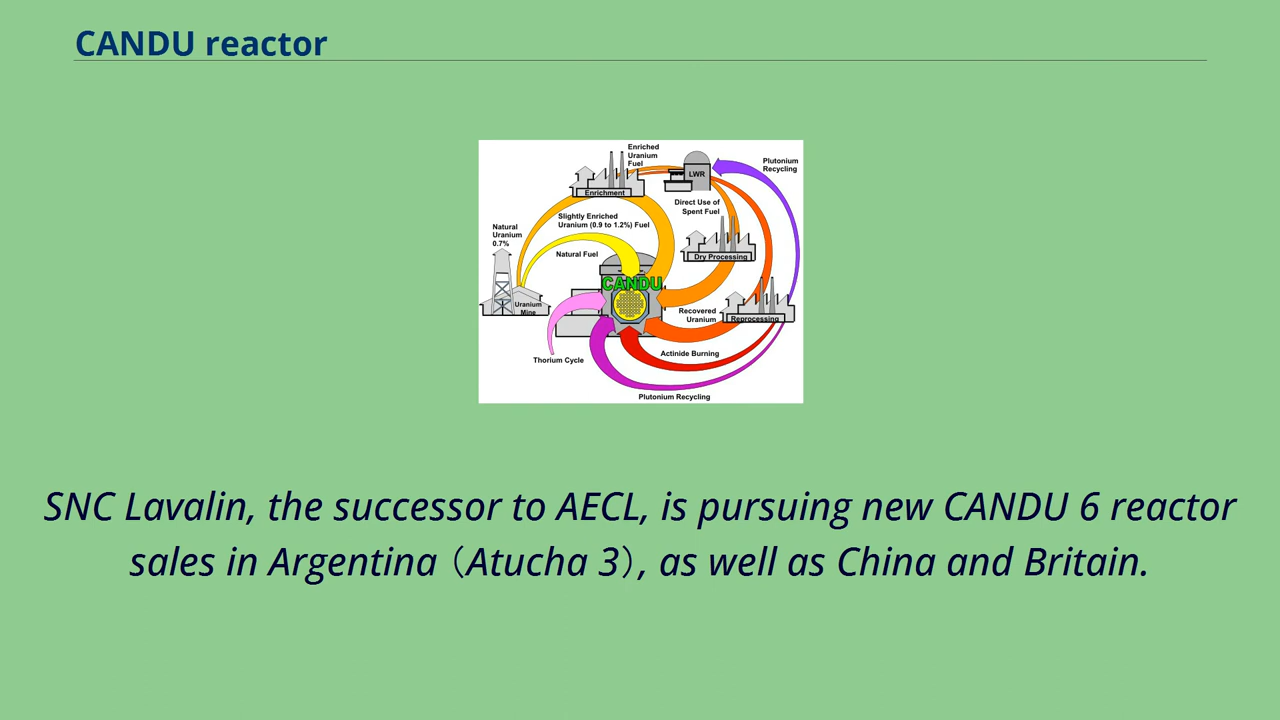 CANDU reactor
Enriched
Uranium
Fuel
Plutonium
Recycling
LWR
Enrichment
Direct Use of
Spent Fuel
Slightly Enriched
Uranium (0.9 to 1.2%) Fuel
Natural
Uranium
0.7%
Natural Fuel
Dry Processing
CANDU
Uranium
Mine
Recovered
Uranium
Reprocessing
Actinide Burning
Thorium Cycle
Plutonium Recycling
SNC Lavalin, the successor to AECL, is pursuing new CANDU 6 reactor
sales in Argentina (Atucha 3), as well as China and Britain.